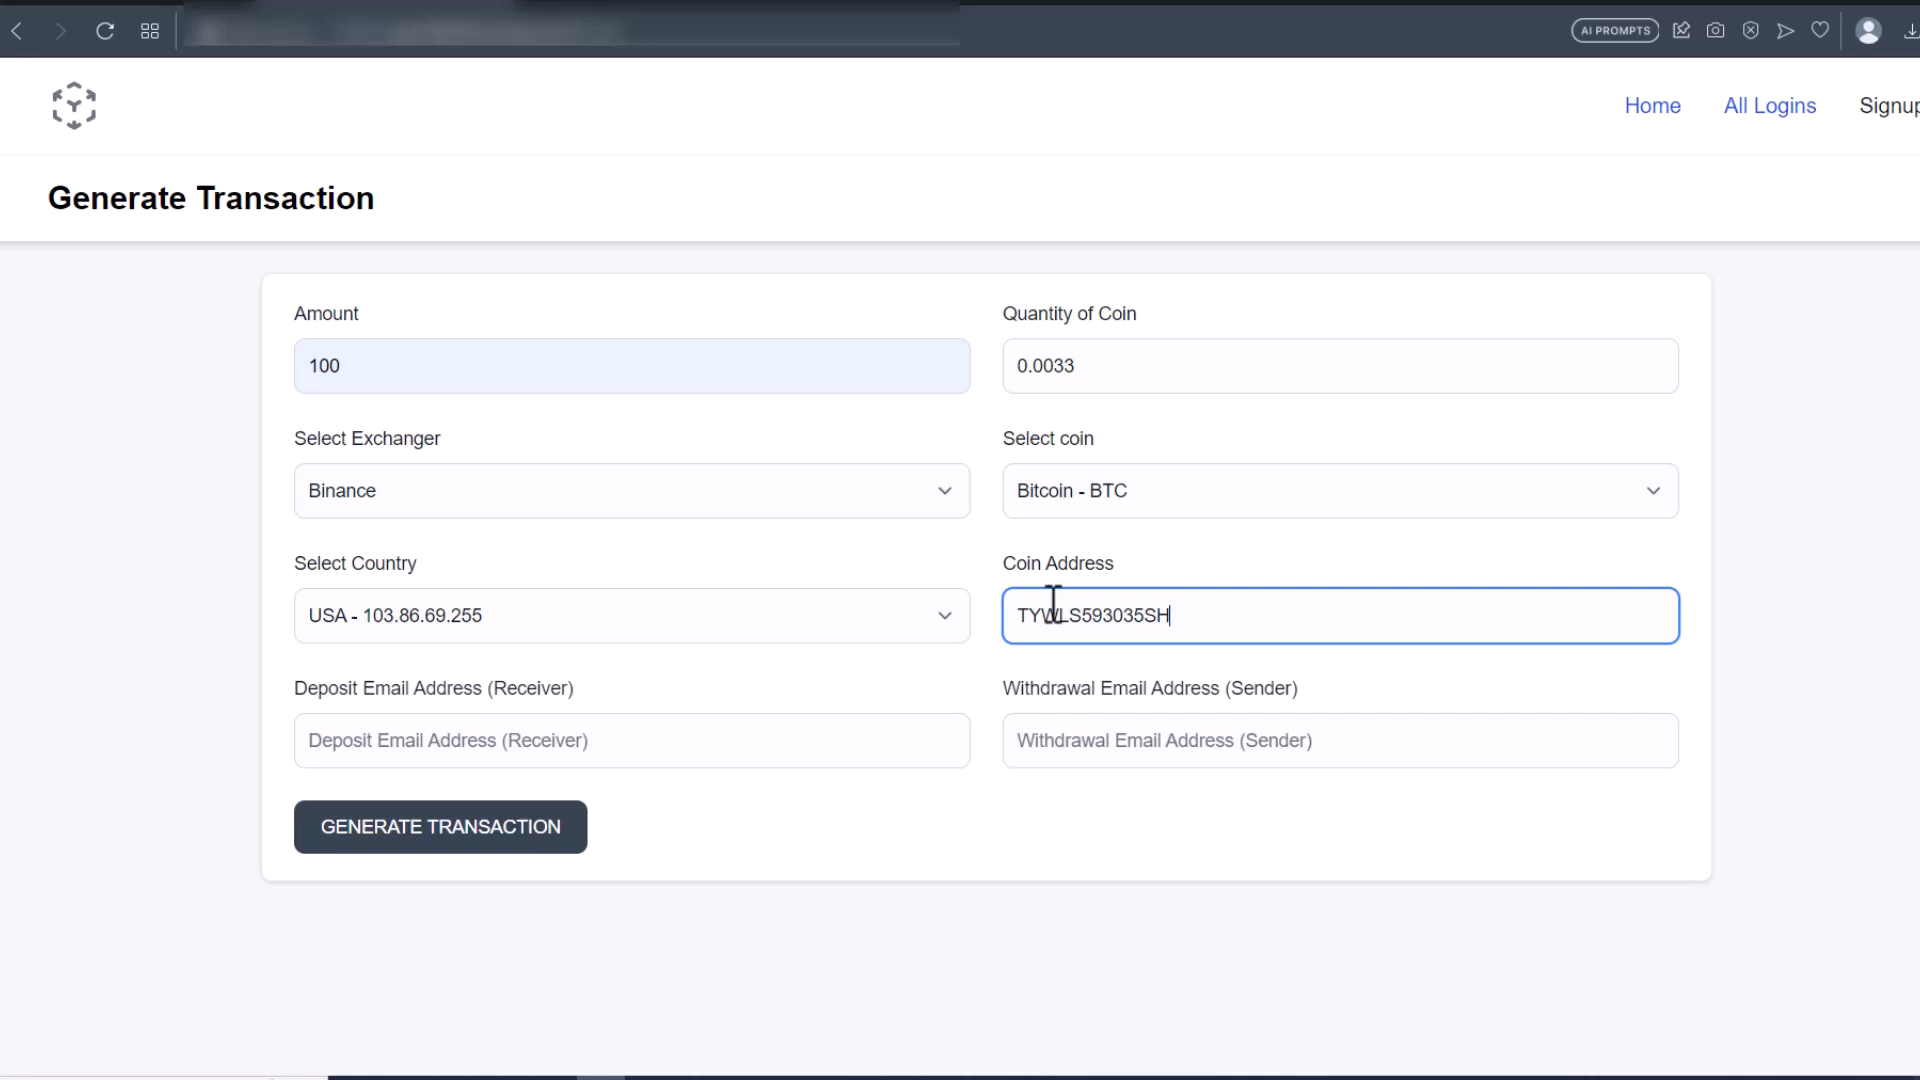 AI PROMPTS
Home All Logins Signup
Generate Transaction
Amount Quantity of Coin
100 0.0033
Select Exchanger Select coin
Binance Bitcoin - BTC
Select Country Coin Address
USA - 103.86.69.255 TYWLS593035SH
Deposit Email Address (Receiver) Withdrawal Email Address (Sender)
Deposit Email Address (Receiver) Withdrawal Email Address (Sender)
GENERATE TRANSACTION